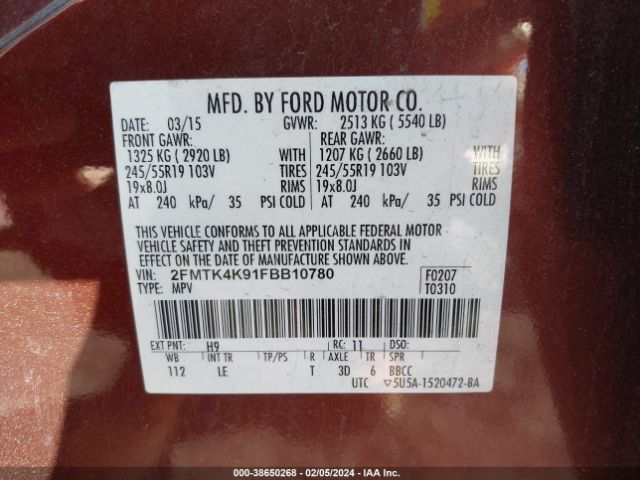 MFD. BY FORD MOTOR CO.
DATE: 03/15 GVWR: 2513 KG ( 5540 LB)
FRONT GAWR: REAR GAWR:
1325 KG ( 2920 LB) WITH 1207 KG ( 2660 LB) WITH
245/55R19 103V TIRES 245/55R19 103V TIRES
19x8.0J RIMS 19x8.0J RIMS
AT 240 kPa/ 35 PSI COLD AT 240 kPa/ 35 PSI COLD
THIS VEHICLE CONFORMS TO ALL APPLICABLE FEDERAL MOTOR
VEHICLE SAFETY AND THEFT PREVENTION STANDARDS IN
EFFECT ON THE DATE OF MANUFACTURE SHOWN ABOVE.
VIN: 2FMTK4K91FBB10780 F0207
TYPE: MPV T0310
EXT PNT: H9 RC: 11 DSO:
WB INT TR TP/PS R AXLE TR SPR
112 LE T 3D 6 BBCC
UTC ▽5U5A-1520472-BA
© - 38650268 - 02/05/2024 - IAA Inc.